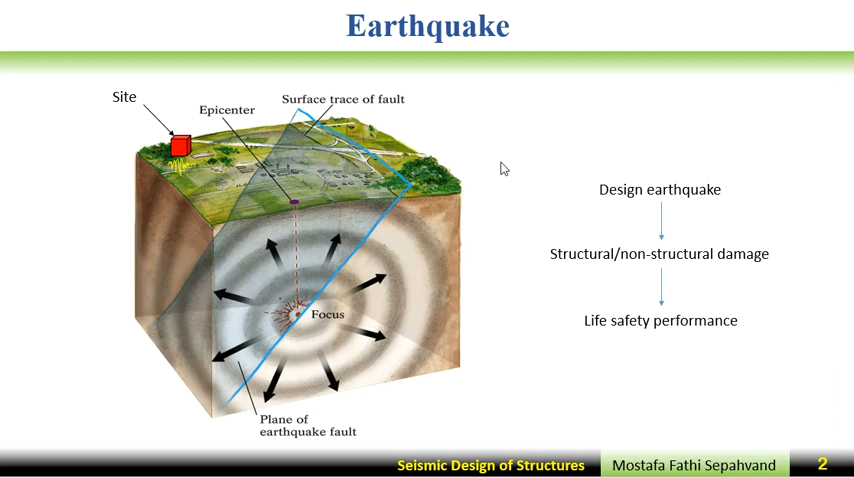 Earthquake
Site
Epicenter
Surface trace of fault
Focus
Plane of
earthquake fault
Design earthquake
Structural/non-structural damage
Life safety performance
Seismic Design of Structures
Mostafa Fathi Sepahvand
2